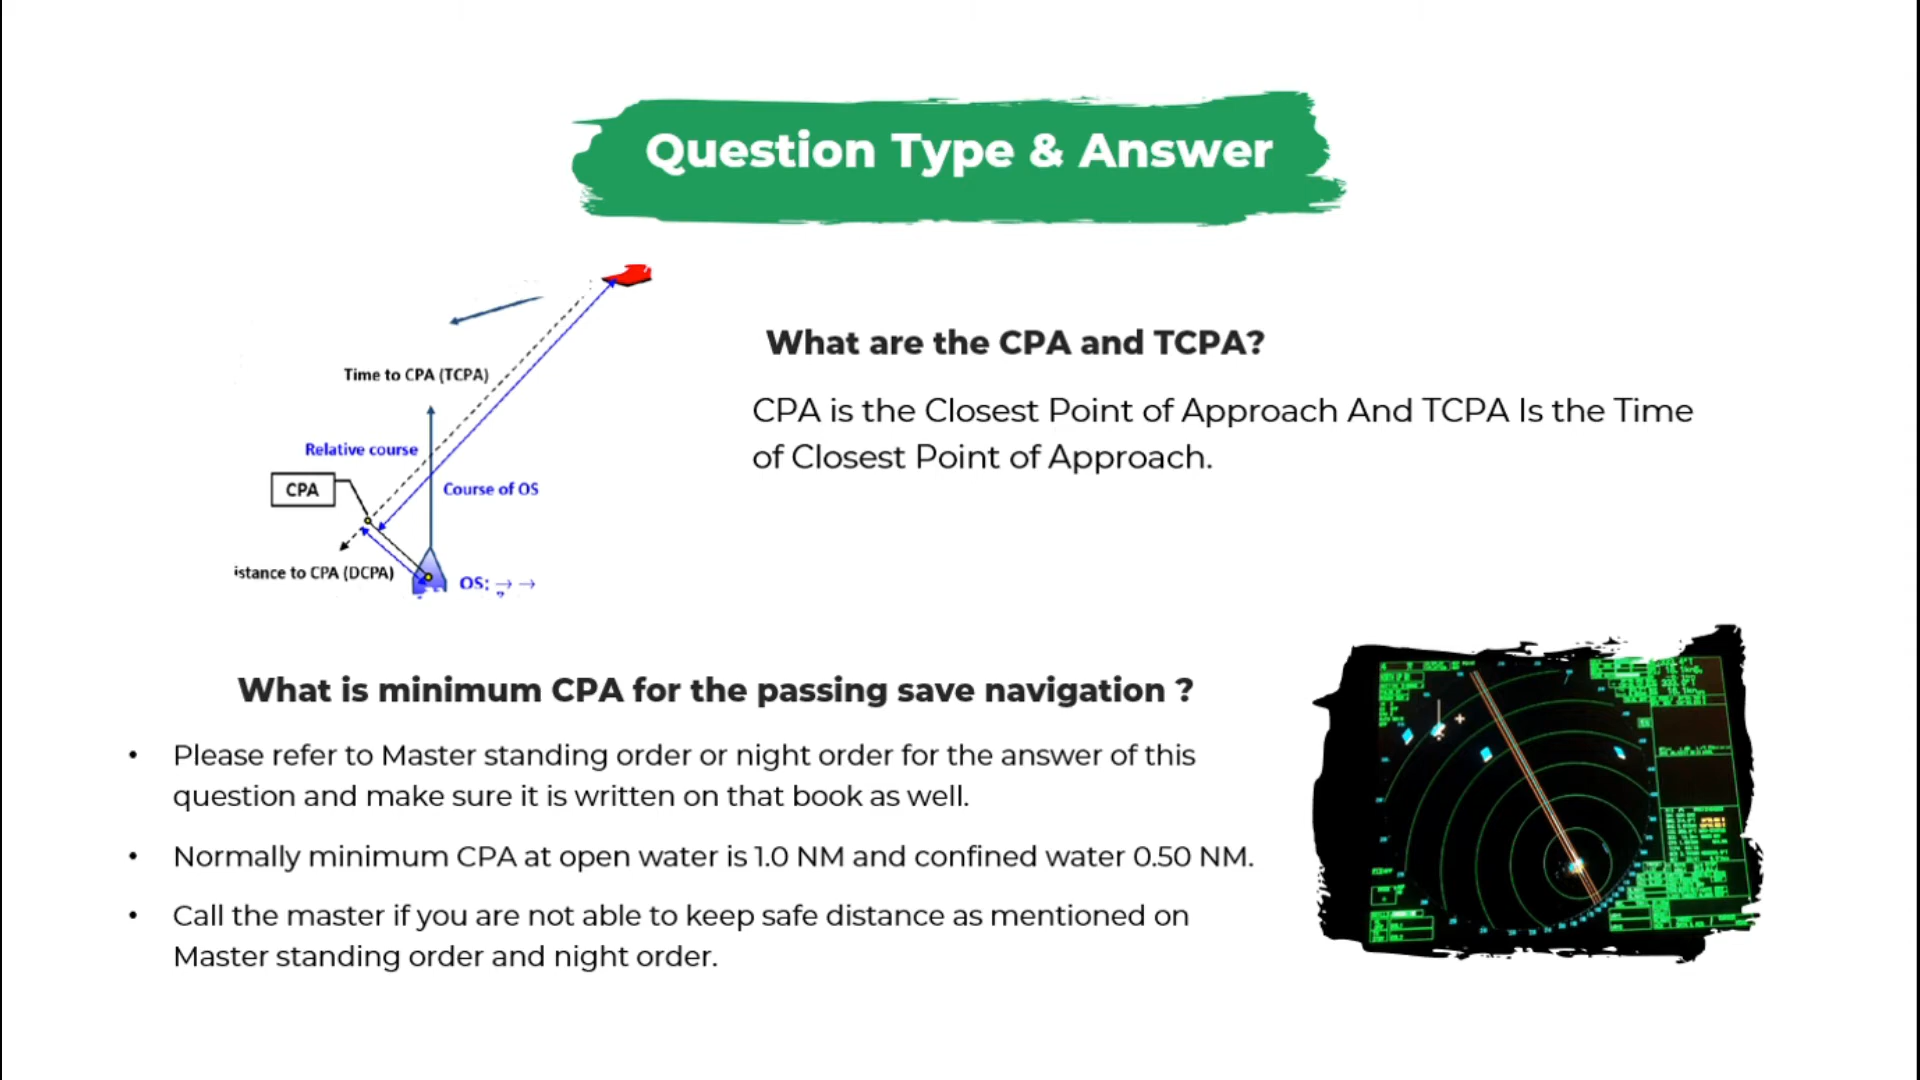 Question Type & Answer
Time to CPA (TCPA)
Relative course
CPA
Course of OS
istance to CPA (DCPA)
OS:
What are the CPA and TCPA?
CPA is the Closest Point of Approach And TCPA Is the Time
of Closest Point of Approach.
What is minimum CPA for the passing save navigation ?
• Please refer to Master standing order or night order for the answer of this
question and make sure it is written on that book as well.
• Normally minimum CPA at open water is 1.0 NM and confined water 0.50 NM.
• Call the master if you are not able to keep safe distance as mentioned on
Master standing order and night order.